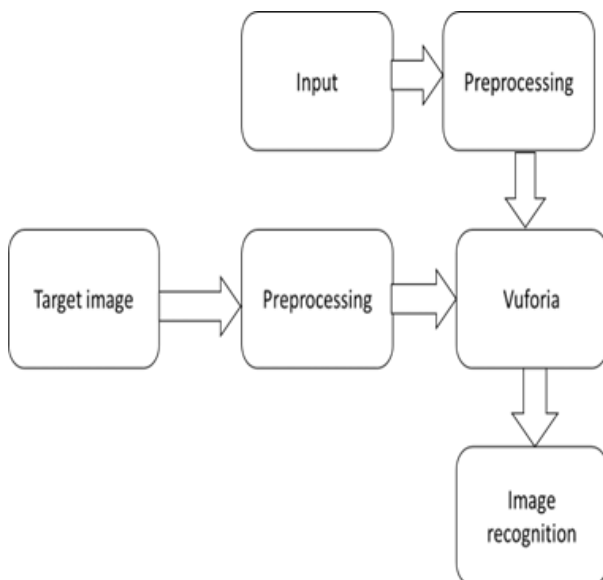 Input
Preprocessing
Target image
Preprocessing
Vuforia
Image
recognition